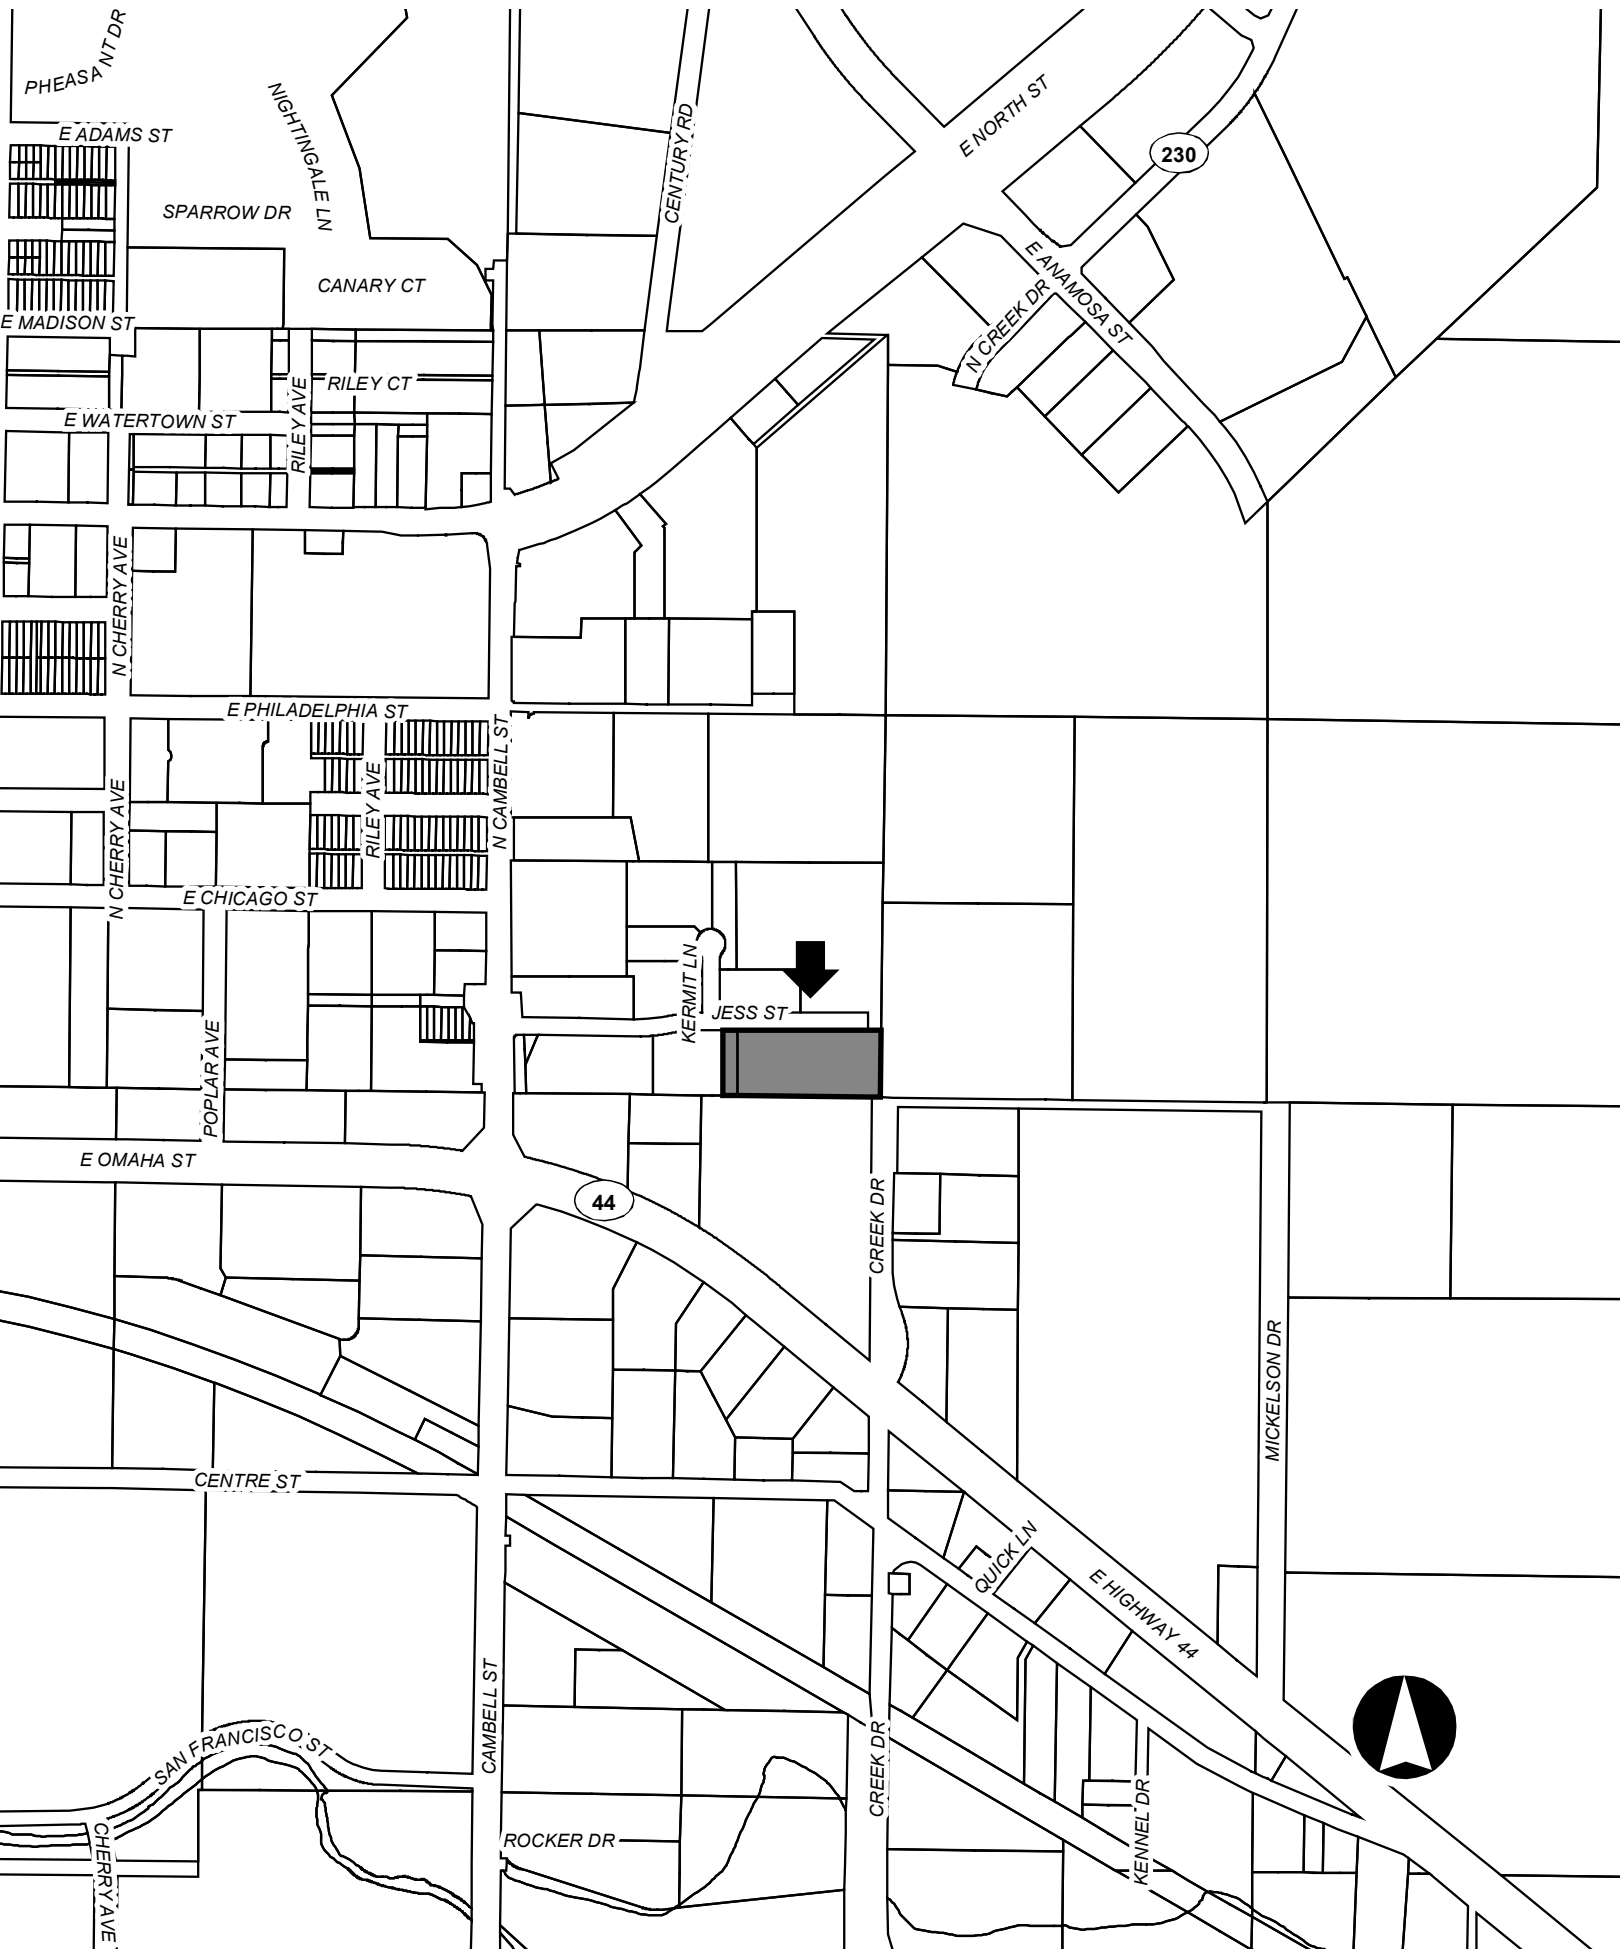 PHEASANT DR
E ADAMS ST
NIGHTINGALE LN
SPARROW DR
CENTURY RD
E NORTH ST
230
CANARY CT
E ANAMOSA ST
N CREEK DR
E MADISON ST
RILEY CT
RILEY AVE
E WATERTOWN ST
N CHERRY AVE
E PHILADELPHIA ST
N CAMBELL ST
RILEY AVE
N CHERRY AVE
E CHICAGO ST
KERMIT LN
JESS ST
POPLAR AVE
E OMAHA ST
44
CREEK DR
MICKELSON DR
CENTRE ST
QUICK LN
E HIGHWAY 44
CAMBELL ST
SAN FRANCISCO ST
CREEK DR
KENNEL DR
ROCKER DR
CHERRY AVE